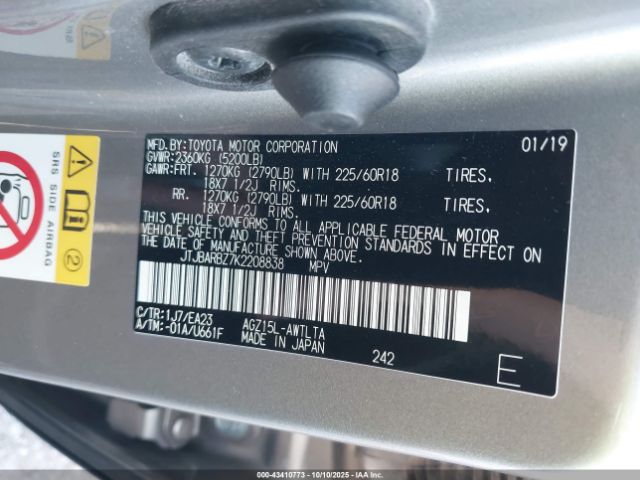 MFD.BY:TOYOTA MOTOR CORPORATION 01/19
GVWR:2360KG (5200LB)
GAWR:FRT. 1270KG (2790LB) WITH 225/60R18 TIRES,
18X7 1/2J RIMS.
RR. 1270KG (2790LB) WITH 225/60R18 TIRES,
18X7 1/2J RIMS.
THIS VEHICLE CONFORMS TO ALL APPLICABLE FEDERAL MOTOR
VEHICLE SAFETY AND THEFT PREVENTION STANDARDS IN EFFECT ON
THE DATE OF MANUFACTURE SHOWN ABOVE.
JTJBARBZ7K2208838 MPV
C/TR:1J7/EA23
A/TM:-01A/U661F
AGZ15L-AWTLTA
MADE IN JAPAN
242
E
SRS SIDE AIRBAG
2
000-43410773 - 10/10/2025 - IAAI.COM